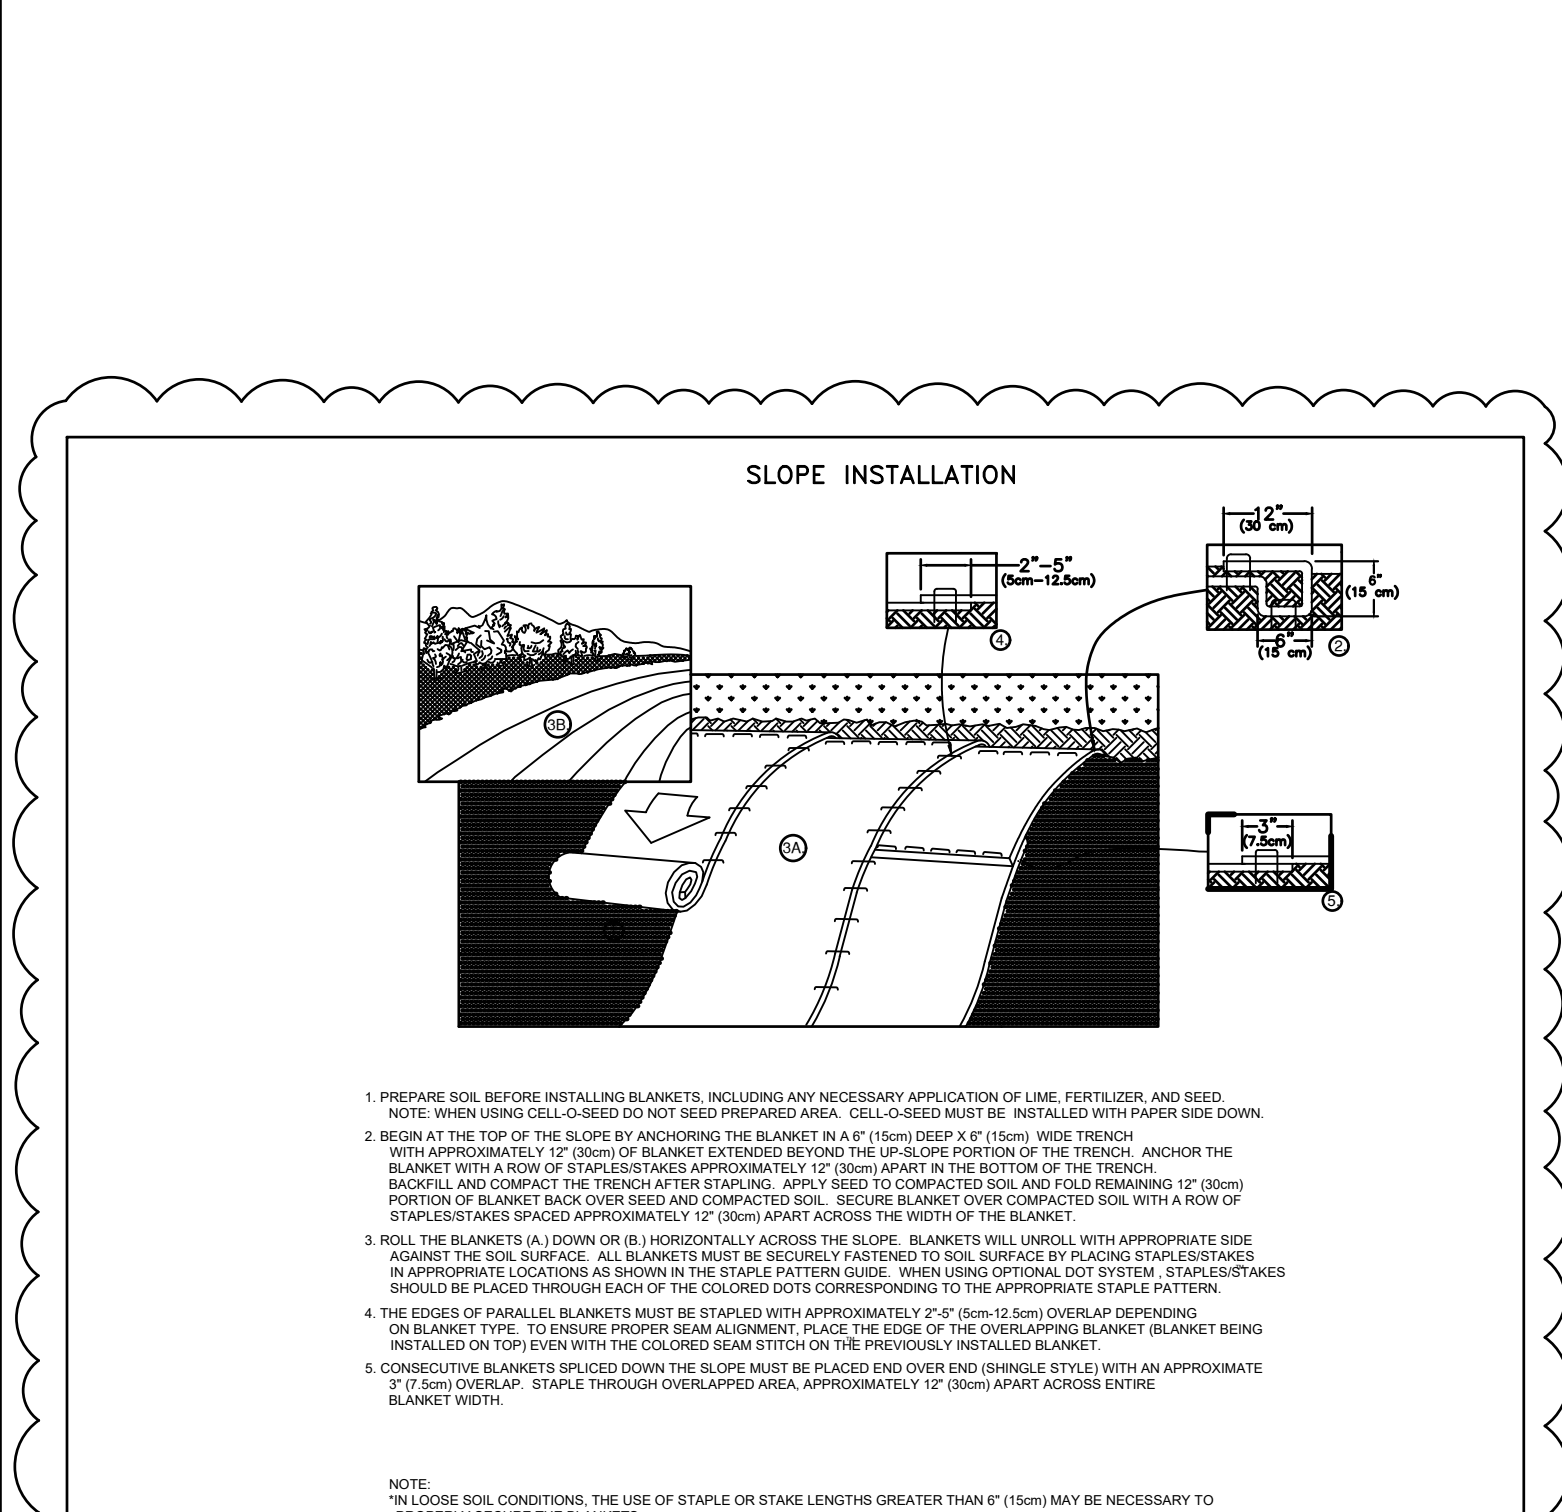 SLOPE INSTALLATION
12"
(30 cm)
2"-5"
(5cm-12.5cm)
6"
(15 cm)
4.
6"
(15 cm)
2.
3B.
3"
(7.5cm)
3A.
5.
1. PREPARE SOIL BEFORE INSTALLING BLANKETS, INCLUDING ANY NECESSARY APPLICATION OF LIME, FERTILIZER, AND SEED.
NOTE: WHEN USING CELL-O-SEED DO NOT SEED PREPARED AREA. CELL-O-SEED MUST BE INSTALLED WITH PAPER SIDE DOWN.
2. BEGIN AT THE TOP OF THE SLOPE BY ANCHORING THE BLANKET IN A 6" (15cm) DEEP X 6" (15cm) WIDE TRENCH
WITH APPROXIMATELY 12" (30cm) OF BLANKET EXTENDED BEYOND THE UP-SLOPE PORTION OF THE TRENCH. ANCHOR THE
BLANKET WITH A ROW OF STAPLES/STAKES APPROXIMATELY 12" (30cm) APART IN THE BOTTOM OF THE TRENCH.
BACKFILL AND COMPACT THE TRENCH AFTER STAPLING. APPLY SEED TO COMPACTED SOIL AND FOLD REMAINING 12" (30cm)
PORTION OF BLANKET BACK OVER SEED AND COMPACTED SOIL. SECURE BLANKET OVER COMPACTED SOIL WITH A ROW OF
STAPLES/STAKES SPACED APPROXIMATELY 12" (30cm) APART ACROSS THE WIDTH OF THE BLANKET.
3. ROLL THE BLANKETS (A.) DOWN OR (B.) HORIZONTALLY ACROSS THE SLOPE. BLANKETS WILL UNROLL WITH APPROPRIATE SIDE
AGAINST THE SOIL SURFACE. ALL BLANKETS MUST BE SECURELY FASTENED TO SOIL SURFACE BY PLACING STAPLES/STAKES
IN APPROPRIATE LOCATIONS AS SHOWN IN THE STAPLE PATTERN GUIDE. WHEN USING OPTIONAL DOT SYSTEM , STAPLES/STAKES
SHOULD BE PLACED THROUGH EACH OF THE COLORED DOTS CORRESPONDING TO THE APPROPRIATE STAPLE PATTERN.
4. THE EDGES OF PARALLEL BLANKETS MUST BE STAPLED WITH APPROXIMATELY 2"-5" (5cm-12.5cm) OVERLAP DEPENDING
ON BLANKET TYPE. TO ENSURE PROPER SEAM ALIGNMENT, PLACE THE EDGE OF THE OVERLAPPING BLANKET (BLANKET BEING
INSTALLED ON TOP) EVEN WITH THE COLORED SEAM STITCH ON THE PREVIOUSLY INSTALLED BLANKET.
5. CONSECUTIVE BLANKETS SPLICED DOWN THE SLOPE MUST BE PLACED END OVER END (SHINGLE STYLE) WITH AN APPROXIMATE
3" (7.5cm) OVERLAP. STAPLE THROUGH OVERLAPPED AREA, APPROXIMATELY 12" (30cm) APART ACROSS ENTIRE
BLANKET WIDTH.
NOTE:
*IN LOOSE SOIL CONDITIONS, THE USE OF STAPLE OR STAKE LENGTHS GREATER THAN 6" (15cm) MAY BE NECESSARY TO